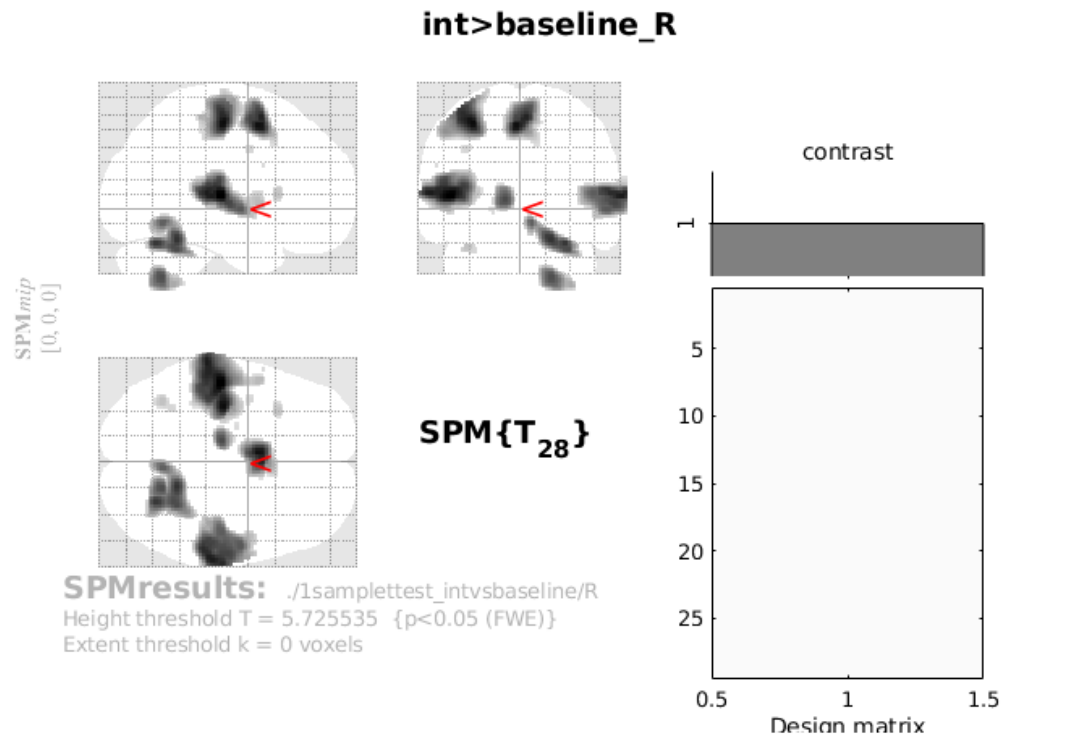 int>baseline_R
SPMmip
[0, 0, 0]
<
<
<
SPM{T28}
SPMresults: ./1samplettest_intvsbaseline/R
Height threshold T = 5.725535 {p<0.05 (FWE)}
Extent threshold k = 0 voxels
contrast
1
5
10
15
20
25
0.5 1 1.5
Design matrix